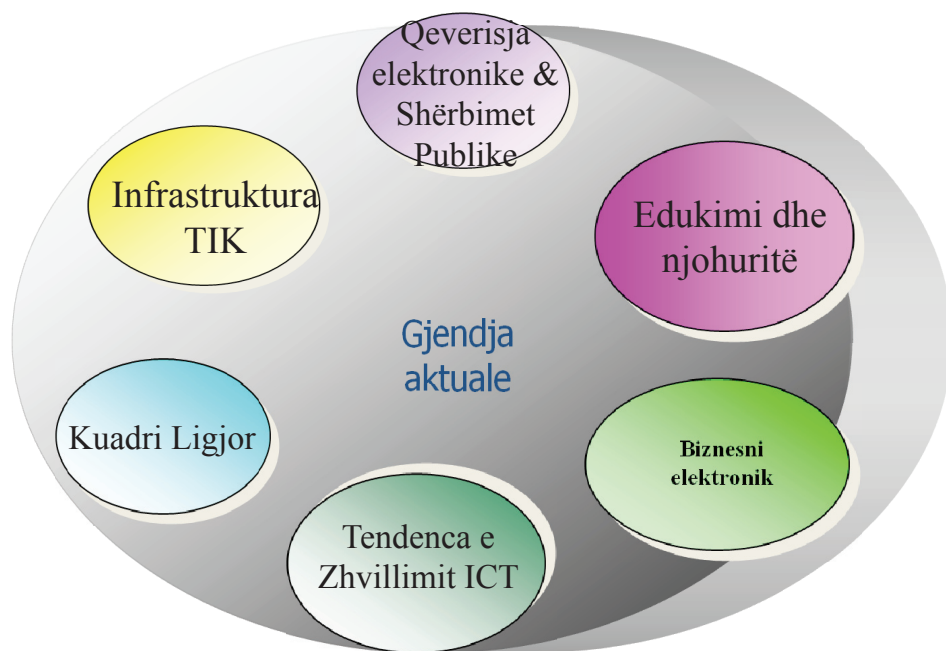 Qeverisja
elektronike &
Shërbimet
Publike
Infrastruktura
TIK
Edukimi dhe
njohuritë
Gjendja
aktuale
Kuadri Ligjor
Biznesni
elektronik
Tendenca e
Zhvillimit ICT